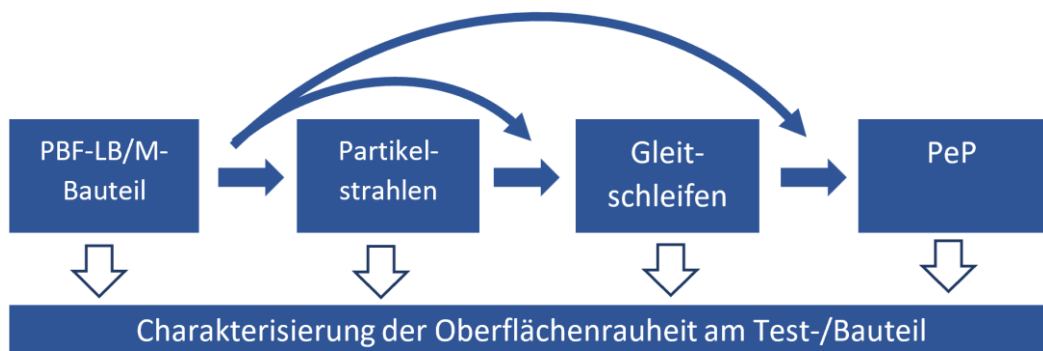 PBF-LB/M-
Bauteil
Partikel-
strahlen
Gleit-
schleifen
PeP
Charakterisierung der Oberflächenrauheit am Test-/Bauteil